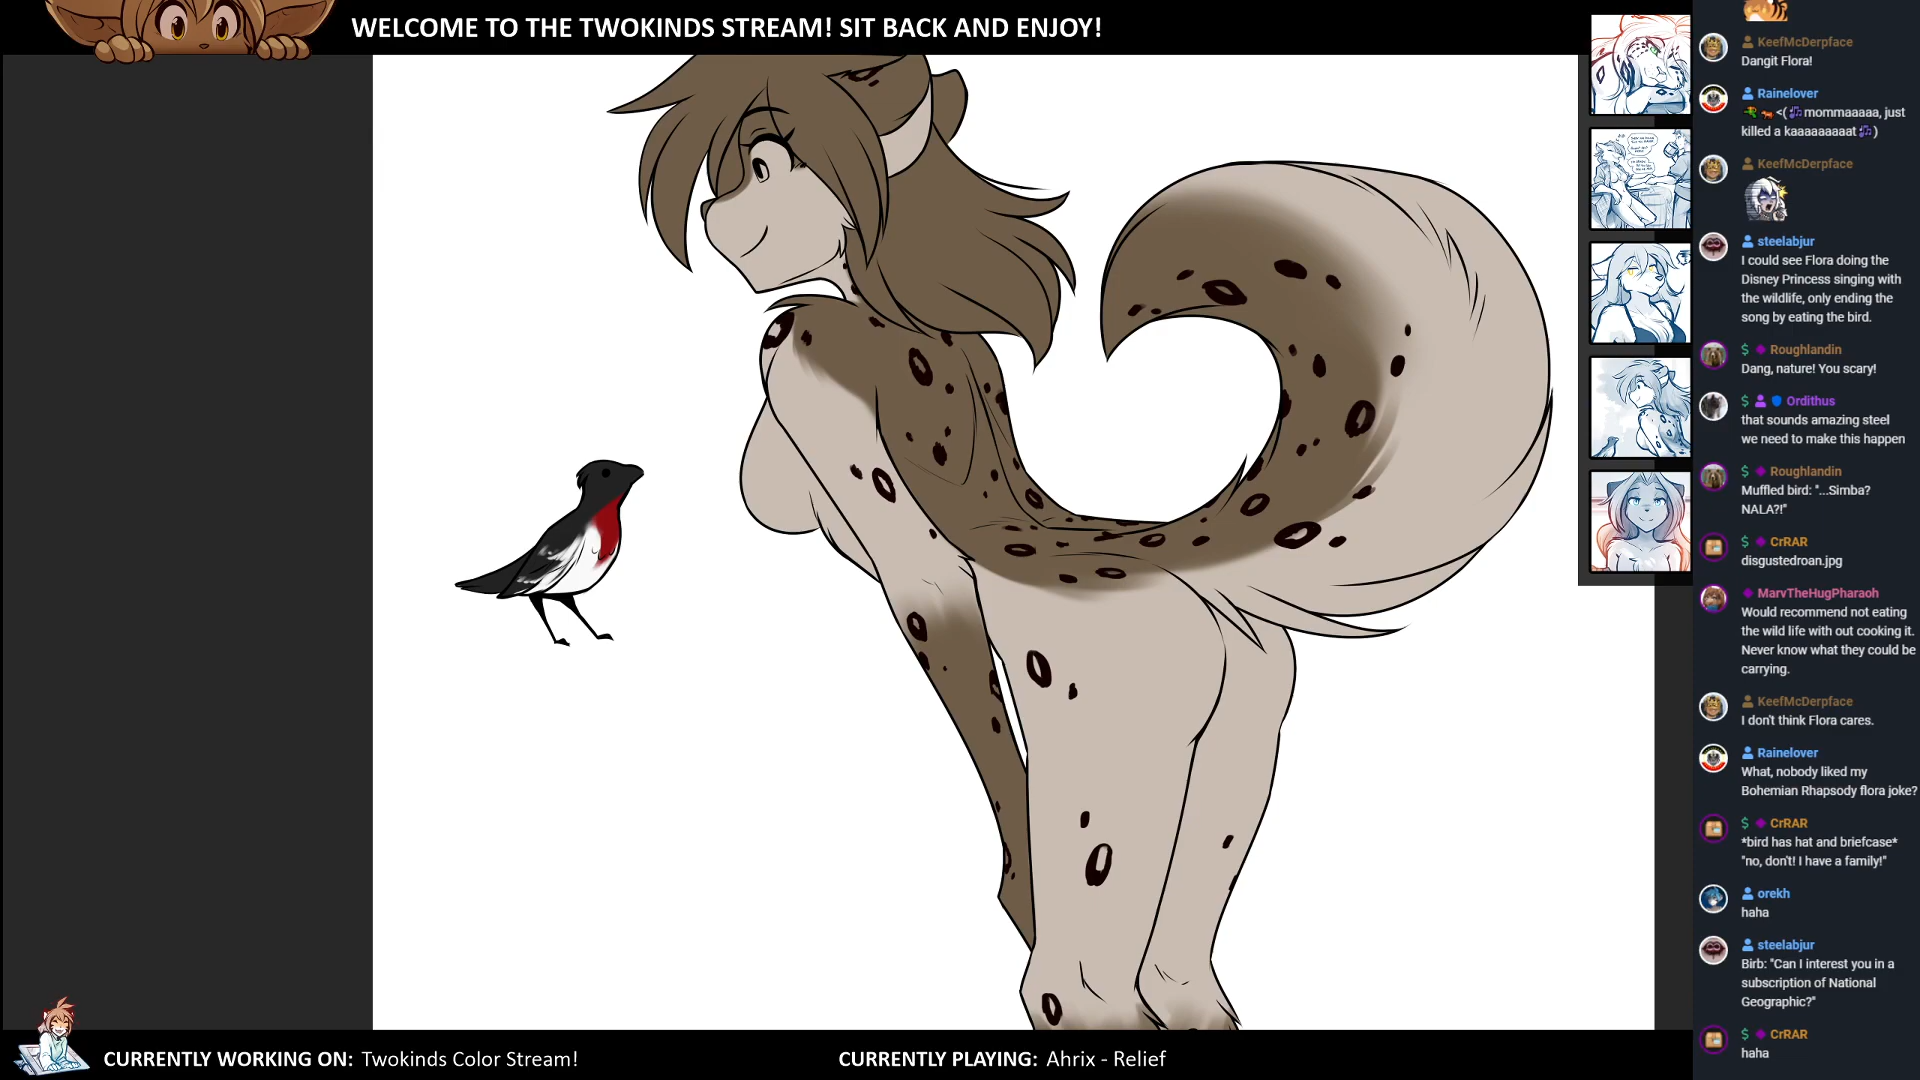 WELCOME TO THE TWOKINDS STREAM! SIT BACK AND ENJOY!
KeefMcDerpface
Dangit Flora!
Rainelover
<(🎶mommaaaaa, just
killed a kaaaaaaaaat🎶)
KeefMcDerpface
steelabjur
I could see Flora doing the
Disney Princess singing with
the wildlife, only ending the
song by eating the bird.
$ Roughlandin
Dang, nature! You scary!
$ Ordithus
that sounds amazing steel
we need to make this happen
$ Roughlandin
Muffled bird: "...Simba?
NALA?!"
$ CrRAR
disgustedroan.jpg
MarvTheHugPharaoh
Would recommend not eating
the wild life with out cooking it.
Never know what they could be
carrying.
KeefMcDerpface
I don't think Flora cares.
Rainelover
What, nobody liked my
Bohemian Rhapsody flora joke?
$ CrRAR
*bird has hat and briefcase*
"no, don't! I have a family!"
orekh
haha
steelabjur
Birb: "Can I interest you in a
subscription of National
Geographic?"
$ CrRAR
haha
CURRENTLY WORKING ON: Twokinds Color Stream!
CURRENTLY PLAYING: Ahrix - Relief